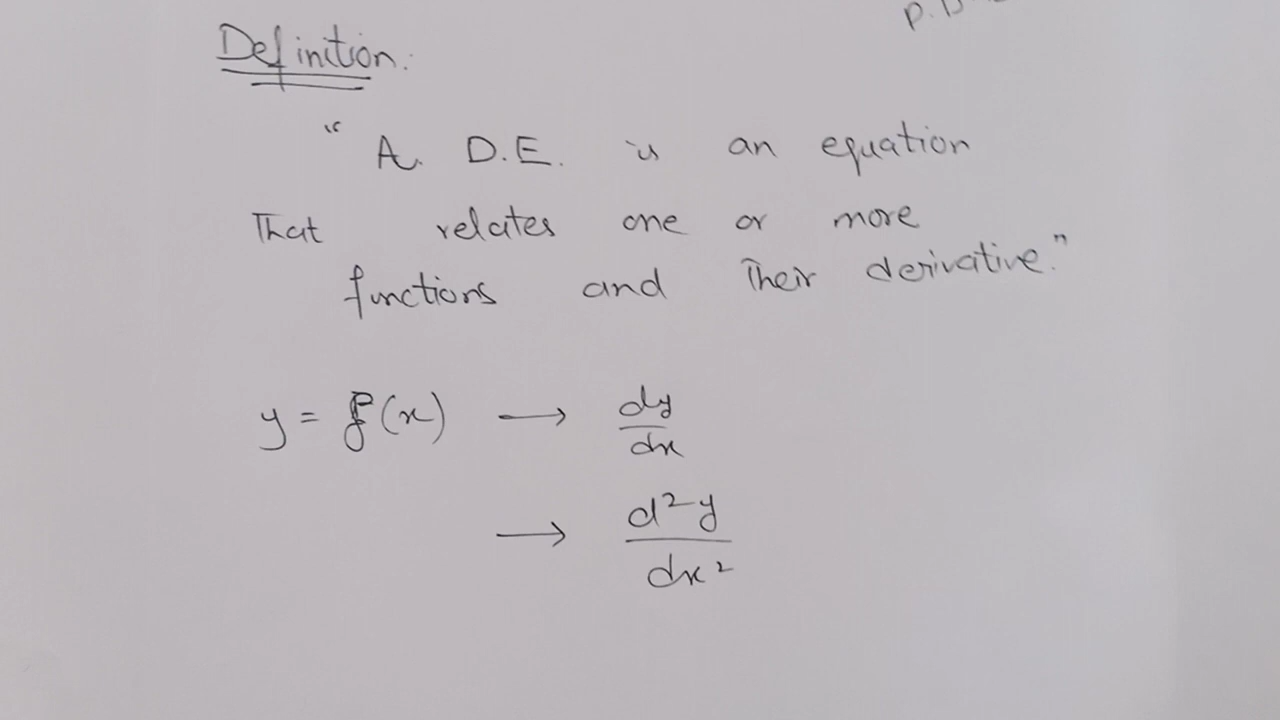 Definition:
"A. D.E. is an equation
That relates one or more
functions and Their derivative."
y = f(x) → dy/dx
→ d²y/dx²